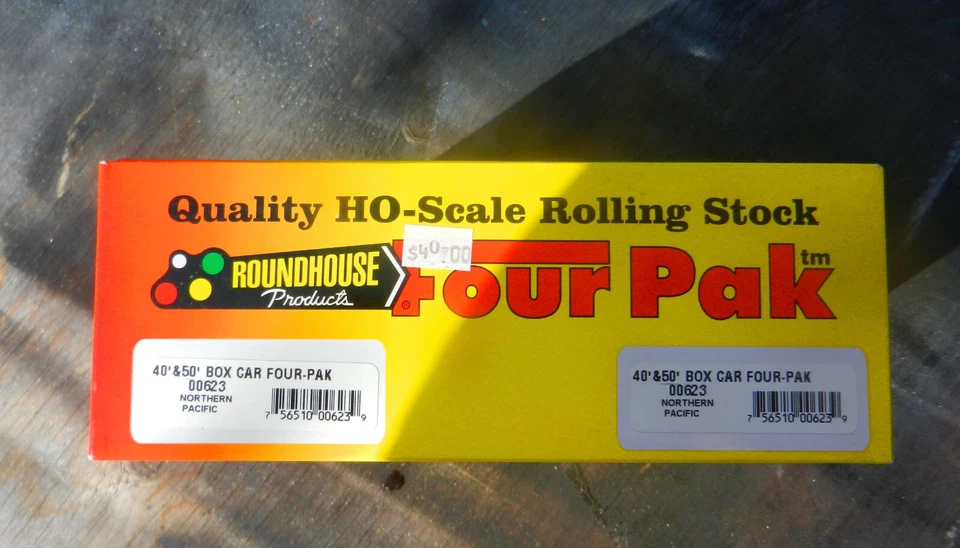 Quality HO-Scale Rolling Stock
$40.00
ROUNDHOUSE
Products
®
Four Pak tm
40'&50' BOX CAR FOUR-PAK
00623
NORTHERN
PACIFIC
7 56510 00623 9
40'&50' BOX CAR FOUR-PAK
00623
NORTHERN
PACIFIC
7 56510 00623 9